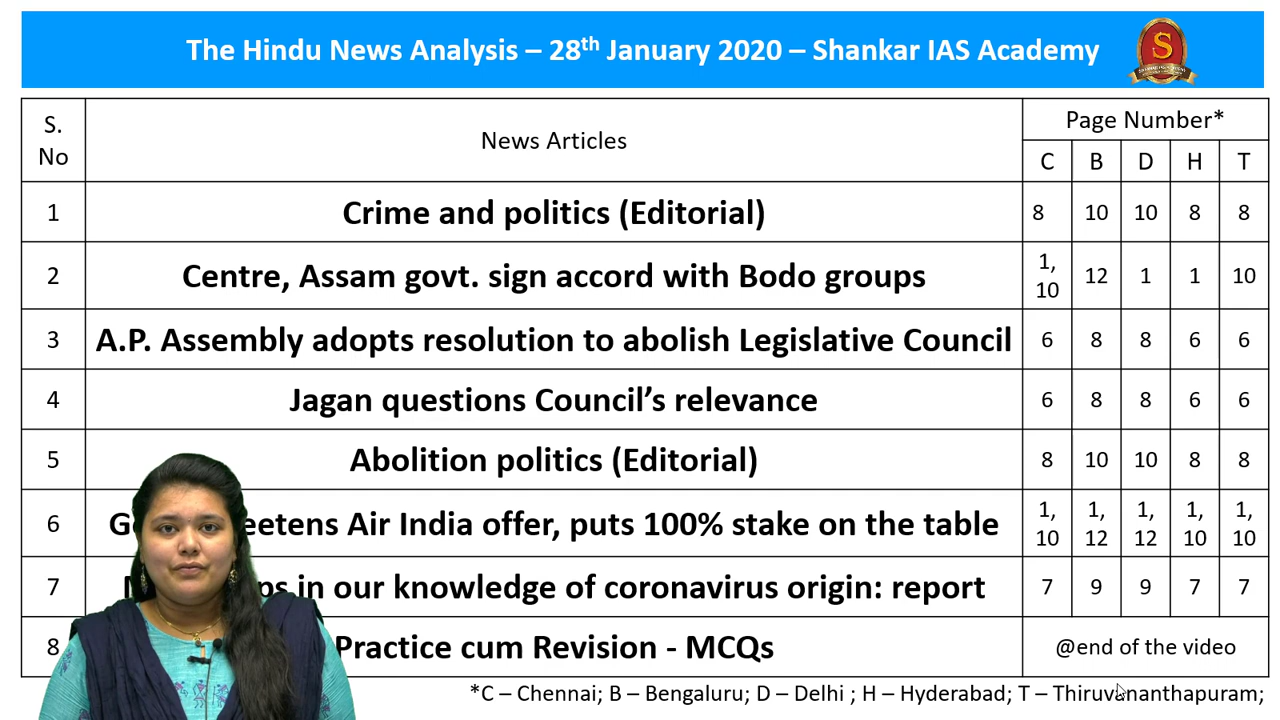 The Hindu News Analysis – 28th January 2020 – Shankar IAS Academy
S
S. No
News Articles
Page Number*
C B D H T
1 Crime and politics (Editorial) 8 10 10 8 8
2 Centre, Assam govt. sign accord with Bodo groups 1, 10 12 1 1 10
3 A.P. Assembly adopts resolution to abolish Legislative Council 6 8 8 6 6
4 Jagan questions Council’s relevance 6 8 8 6 6
5 Abolition politics (Editorial) 8 10 10 8 8
6 Air India offer, puts 100% stake on the table 1, 10 1, 12 1, 12 1, 10 1, 10
7 in our knowledge of coronavirus origin: report 7 9 9 7 7
8 Practice cum Revision - MCQs @end of the video
*C – Chennai; B – Bengaluru; D – Delhi ; H – Hyderabad; T – Thiruvananthapuram;